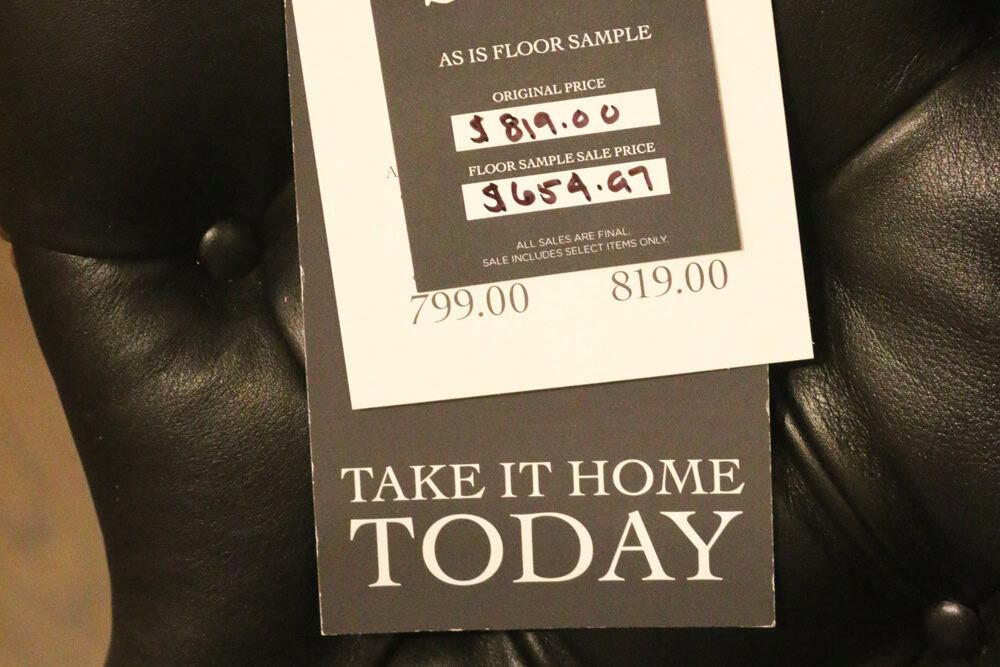 AS IS FLOOR SAMPLE
ORIGINAL PRICE
$819.00
FLOOR SAMPLE SALE PRICE
$654.97
ALL SALES ARE FINAL.
SALE INCLUDES SELECT ITEMS ONLY.
799.00 819.00
TAKE IT HOME
TODAY